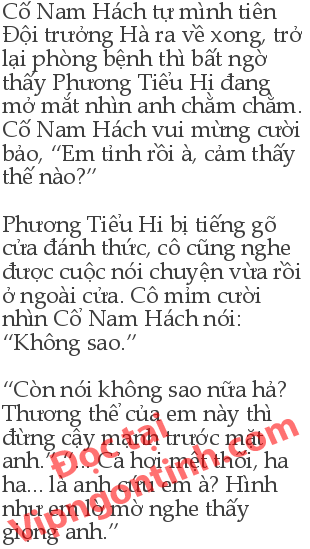 Cố Nam Hách tự mình tiên
Đội trưởng Hà ra về xong, trở
lại phòng bệnh thì bất ngờ
thấy Phương Tiểu Hi đang
mở mắt nhìn anh chằm chằm.
Cố Nam Hách vui mừng cười
bảo, “Em tỉnh rồi à, cảm thấy
thế nào?”
Phương Tiểu Hi bị tiếng gõ
cửa đánh thức, cô cũng nghe
được cuộc nói chuyện vừa rồi
ở ngoài cửa. Cô mỉm cười
nhìn Cổ Nam Hách nói:
“Không sao.”
“Còn nói không sao nữa hả?
Thương thể của em này thì
đừng cậy mạnh trước mặt
anh.” “... Cả hơi mệt thôi, ha
ha... là anh cứu em à? Hình
như em lờ mờ nghe thấy
giọng anh.”
Đọc tại
Vipngontinh.com